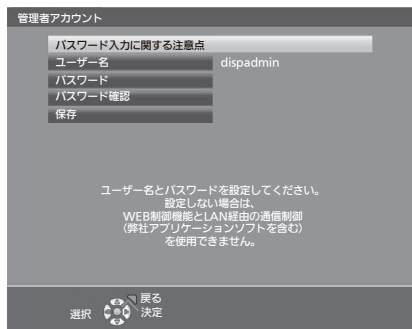 管理者アカウント
パスワード入力に関する注意点
ユーザー名 dispadmin
パスワード
パスワード確認
保存
ユーザー名とパスワードを設定してください。
設定しない場合は、
WEB制御機能とLAN経由の通信制御
（弊社アプリケーションソフトを含む）
を使用できません。
戻る
選択 決定